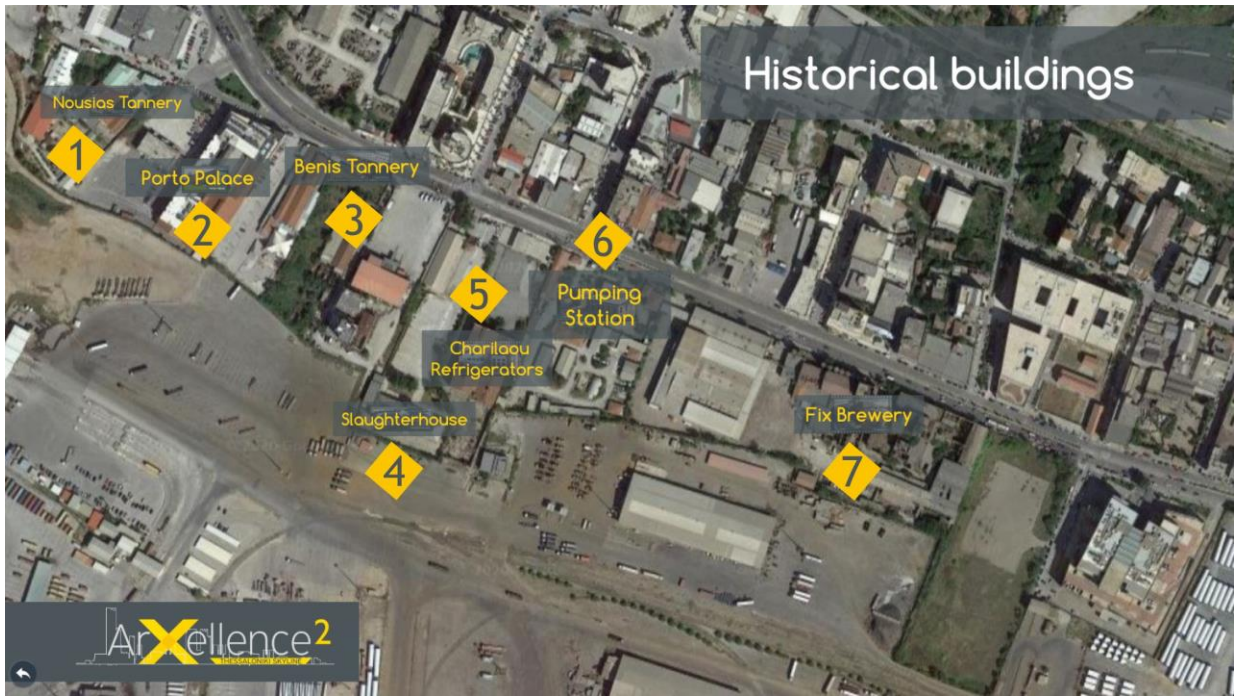 Historical buildings
Nousias Tannery
1
Porto Palace
2
Benis Tannery
3
Slaughterhouse
4
Charilaou
Refrigerators
5
Pumping
Station
6
Fix Brewery
7
ArXellence2
THESSALONIKI SKYLINE